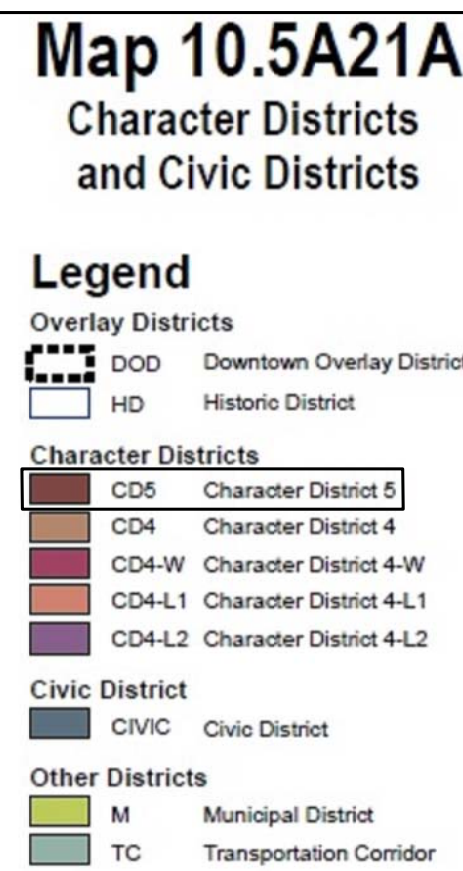 Map 10.5A21A
Character Districts
and Civic Districts
Legend
Overlay Districts
DOD Downtown Overlay District
HD Historic District
Character Districts
CD5 Character District 5
CD4 Character District 4
CD4-W Character District 4-W
CD4-L1 Character District 4-L1
CD4-L2 Character District 4-L2
Civic District
CIVIC Civic District
Other Districts
M Municipal District
TC Transportation Corridor